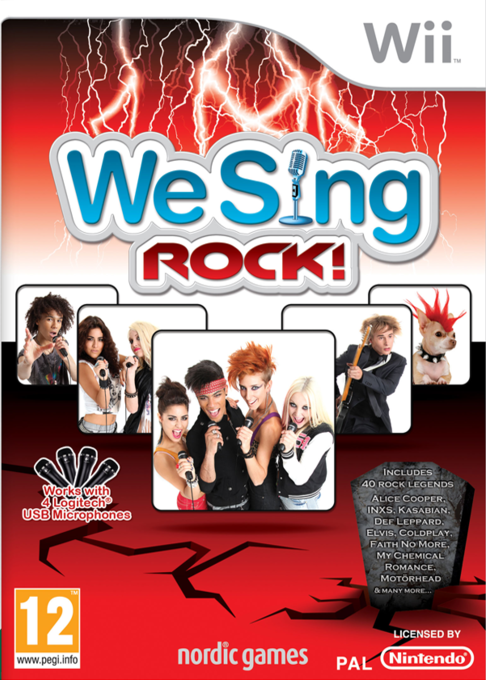 Wii™
We Sing
ROCK!
Works with
4 Logitech®
USB Microphones
INCLUDES
40 ROCK LEGENDS
ALICE COOPER,
INXS, KASABIAN,
DEF LEPPARD,
ELVIS, COLDPLAY,
FAITH NO MORE,
MY CHEMICAL
ROMANCE,
MOTÖRHEAD
& MANY MORE...
12™
www.pegi.info
nordic games
LICENSED BY
PAL
Nintendo®